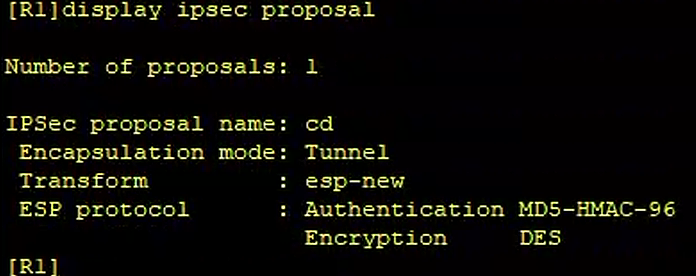 [R1]display ipsec proposal
Number of proposals: 1
IPSec proposal name: cd
Encapsulation mode: Tunnel
Transform : esp-new
ESP protocol : Authentication MD5-HMAC-96
Encryption DES
[R1]